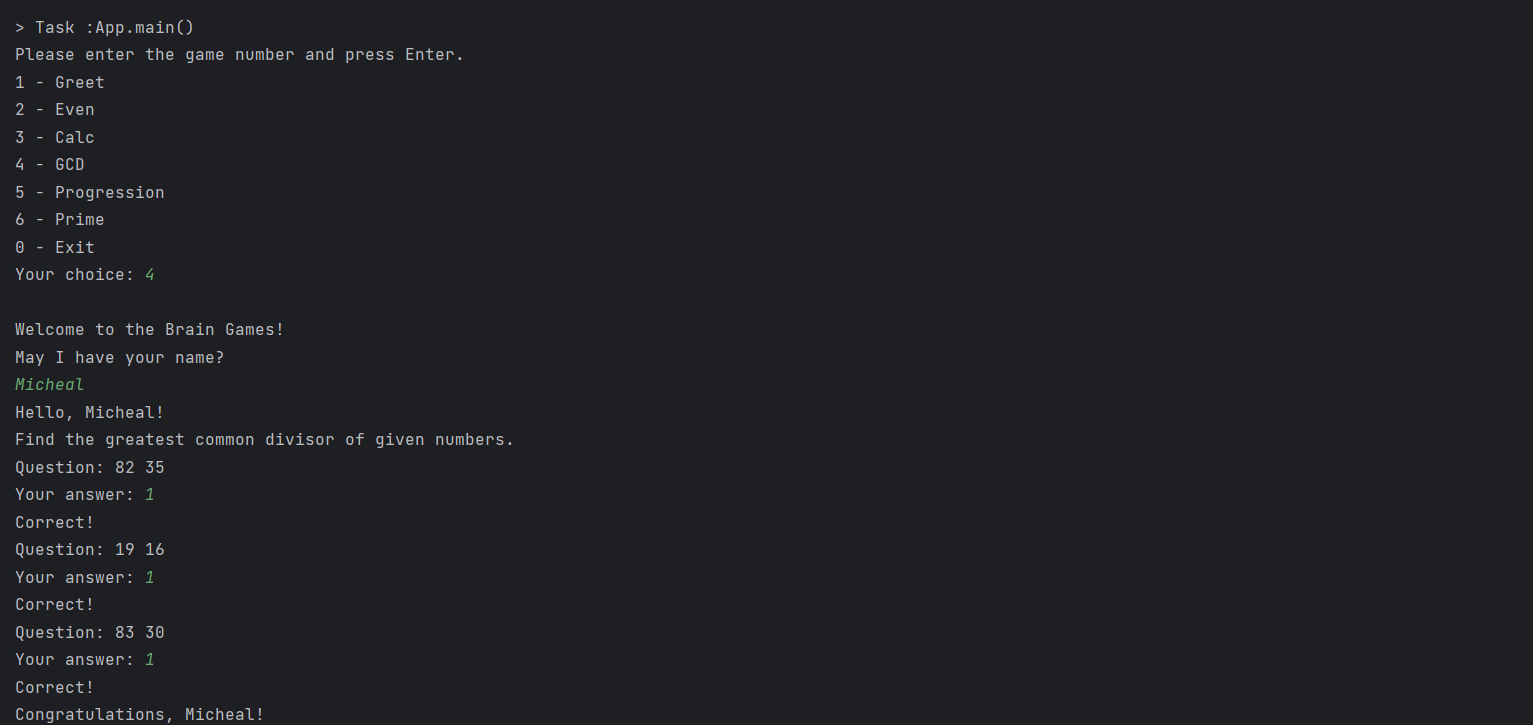 > Task :App.main()
Please enter the game number and press Enter.
1 - Greet
2 - Even
3 - Calc
4 - GCD
5 - Progression
6 - Prime
0 - Exit
Your choice: 4
Welcome to the Brain Games!
May I have your name?
Micheal
Hello, Micheal!
Find the greatest common divisor of given numbers.
Question: 82 35
Your answer: 1
Correct!
Question: 19 16
Your answer: 1
Correct!
Question: 83 30
Your answer: 1
Correct!
Congratulations, Micheal!